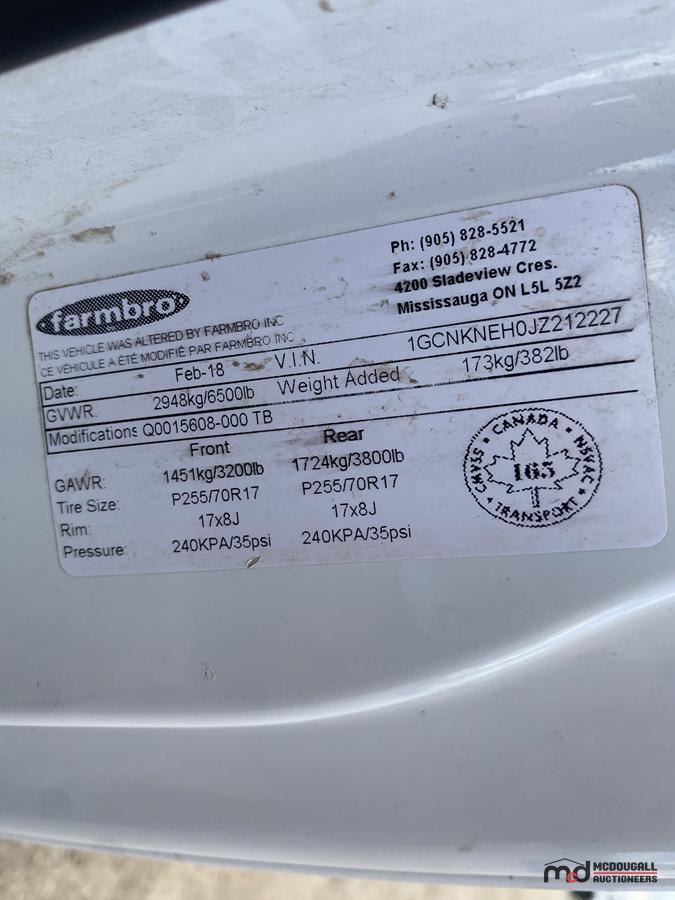 farmbro
Ph: (905) 828-5521
Fax: (905) 828-4772
4200 Sladeview Cres.
Mississauga ON L5L 5Z2
THIS VEHICLE WAS ALTERED BY FARMBRO INC
CE VÉHICULE A ÉTÉ MODIFIÉ PAR FARMBRO INC
Date: Feb-18 V.I.N. 1GCNKNEH0JZ212227
GVWR. 2948kg/6500lb Weight Added 173kg/382lb
Modifications Q0015608-000 TB
Front Rear
GAWR: 1451kg/3200lb 1724kg/3800lb
Tire Size: P255/70R17 P255/70R17
Rim: 17x8J 17x8J
Pressure: 240KPA/35psi 240KPA/35psi
CANADA
CMVSS 165 NSVAC
TRANSPORT
md MCDOUGALL
AUCTIONEERS